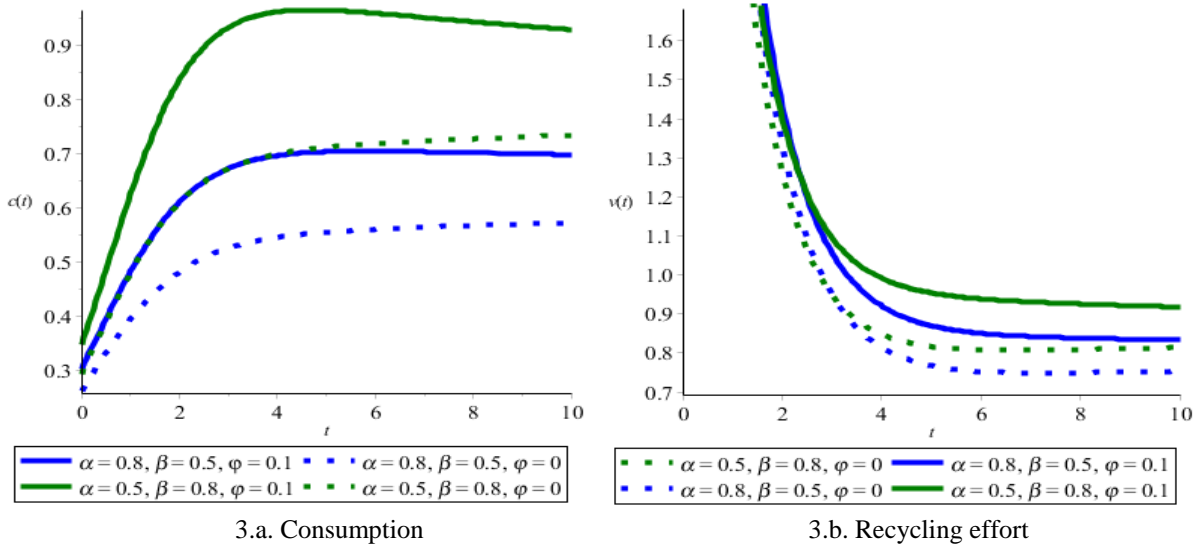 0.9
0.8
0.7
c(t)
0.6
0.5
0.4
0.3
0 2 4 6 8 10
t
α = 0.8, β = 0.5, φ = 0.1 α = 0.8, β = 0.5, φ = 0
α = 0.5, β = 0.8, φ = 0.1 α = 0.5, β = 0.8, φ = 0
3.a. Consumption
1.6
1.5
1.4
1.3
1.2
v(t)
1.1
1.0
0.9
0.8
0.7
0 2 4 6 8 10
t
α = 0.5, β = 0.8, φ = 0 α = 0.8, β = 0.5, φ = 0.1
α = 0.8, β = 0.5, φ = 0 α = 0.5, β = 0.8, φ = 0.1
3.b. Recycling effort